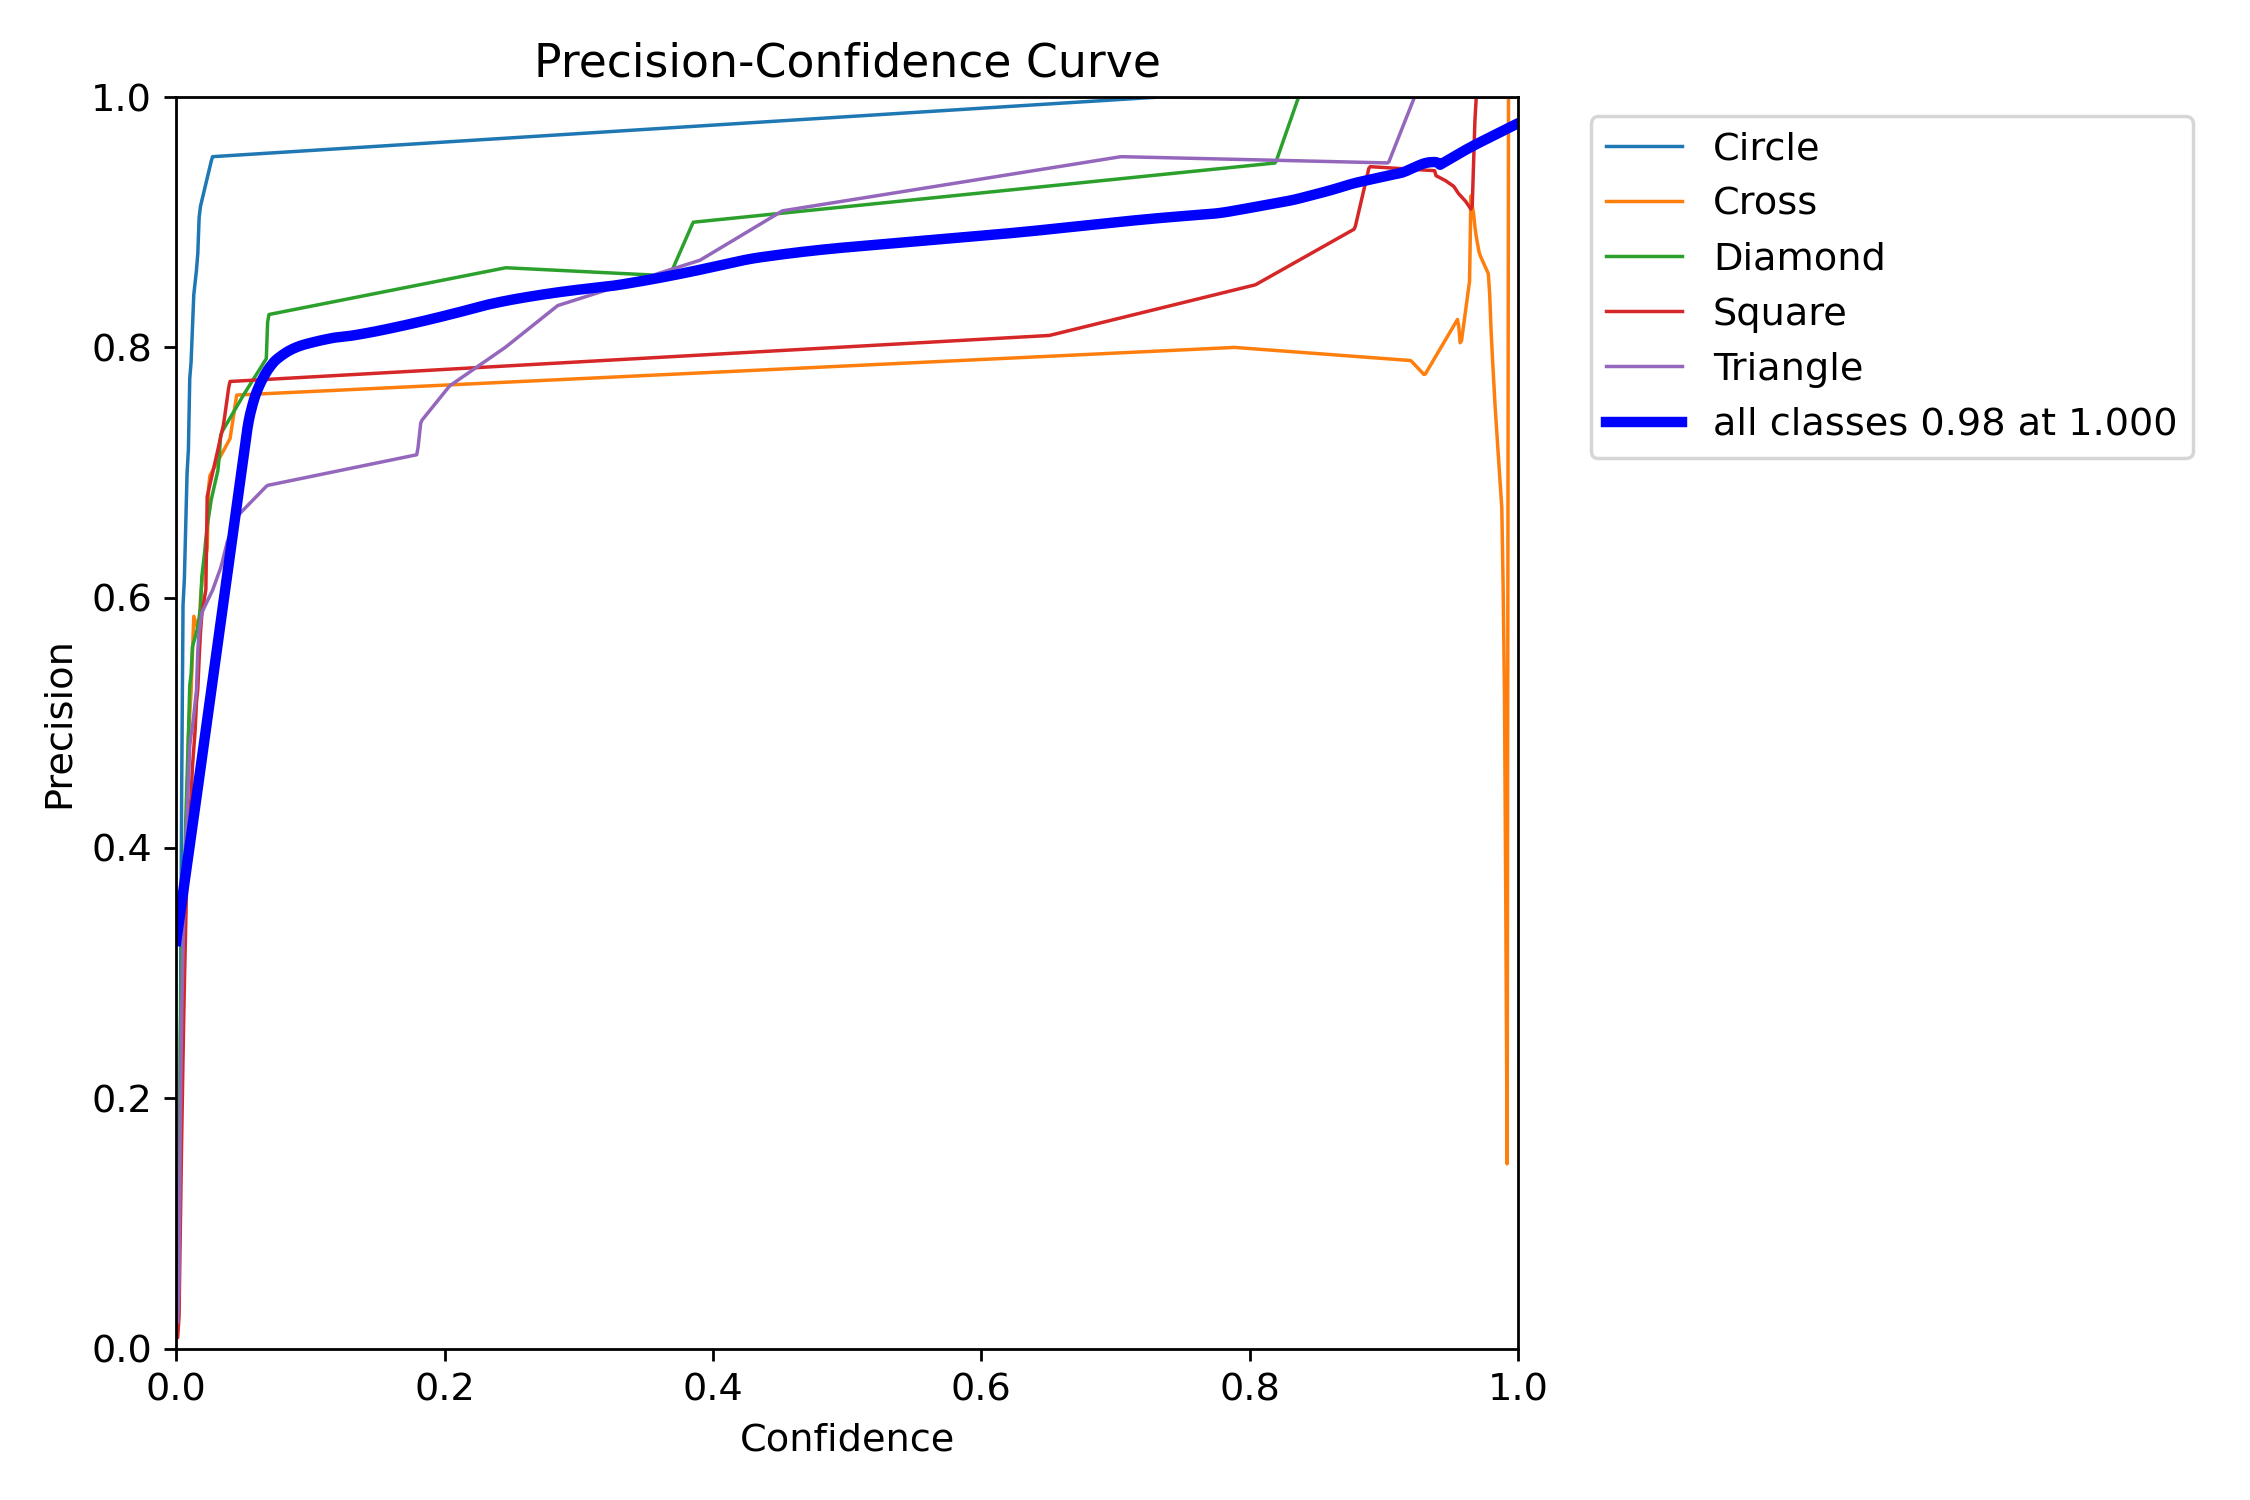 Precision-Confidence Curve
1.0
0.8
0.6
0.4
0.2
0.0
Precision
0.0 0.2 0.4 0.6 0.8 1.0
Confidence
Circle
Cross
Diamond
Square
Triangle
all classes 0.98 at 1.000